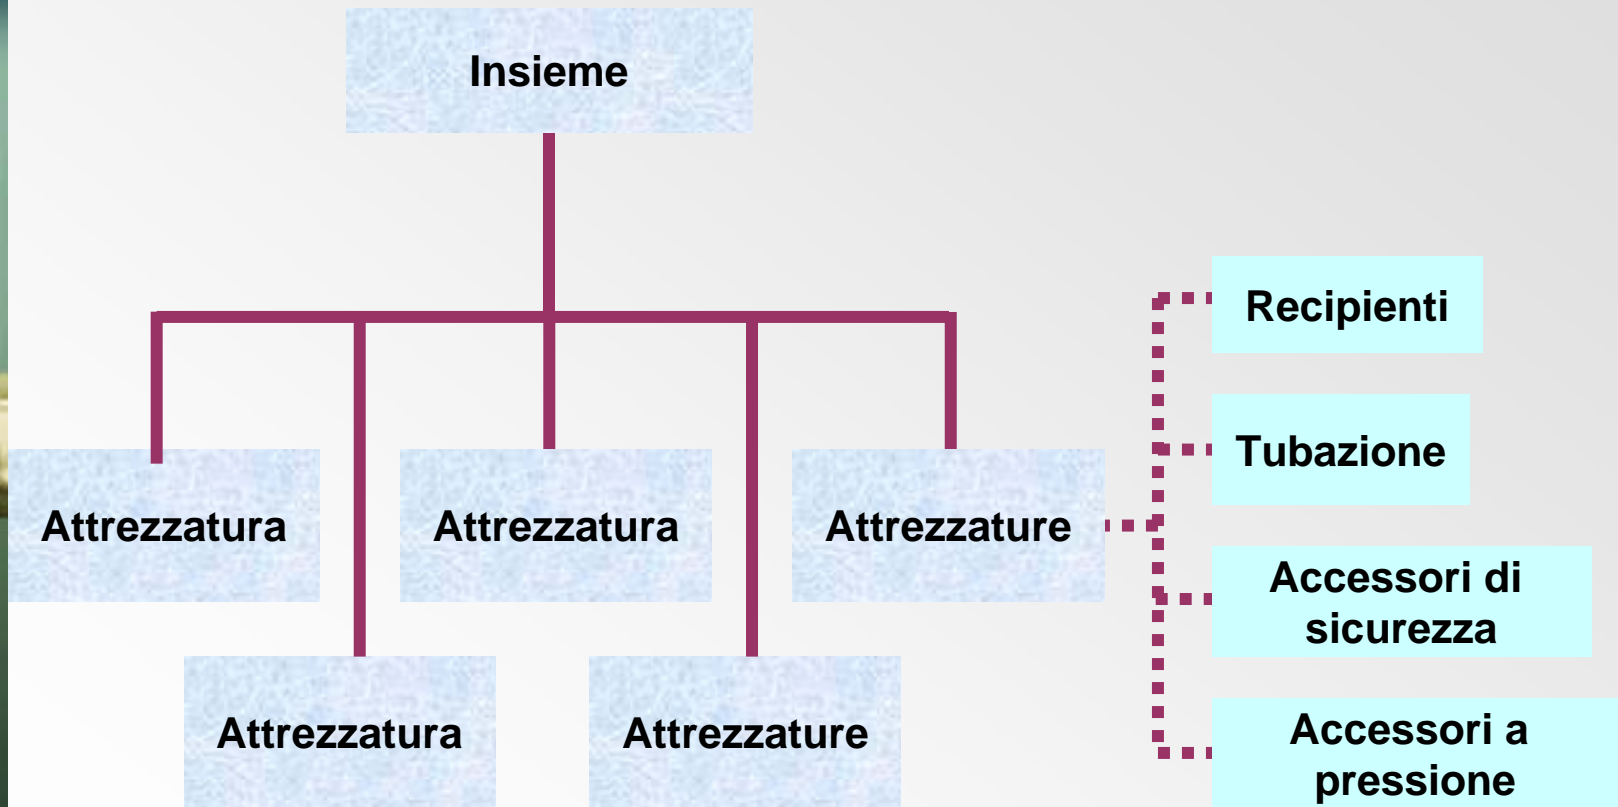 Insieme
Recipienti
Tubazione
Attrezzatura
Attrezzatura
Attrezzature
Accessori di
sicurezza
Attrezzatura
Attrezzature
Accessori a
pressione